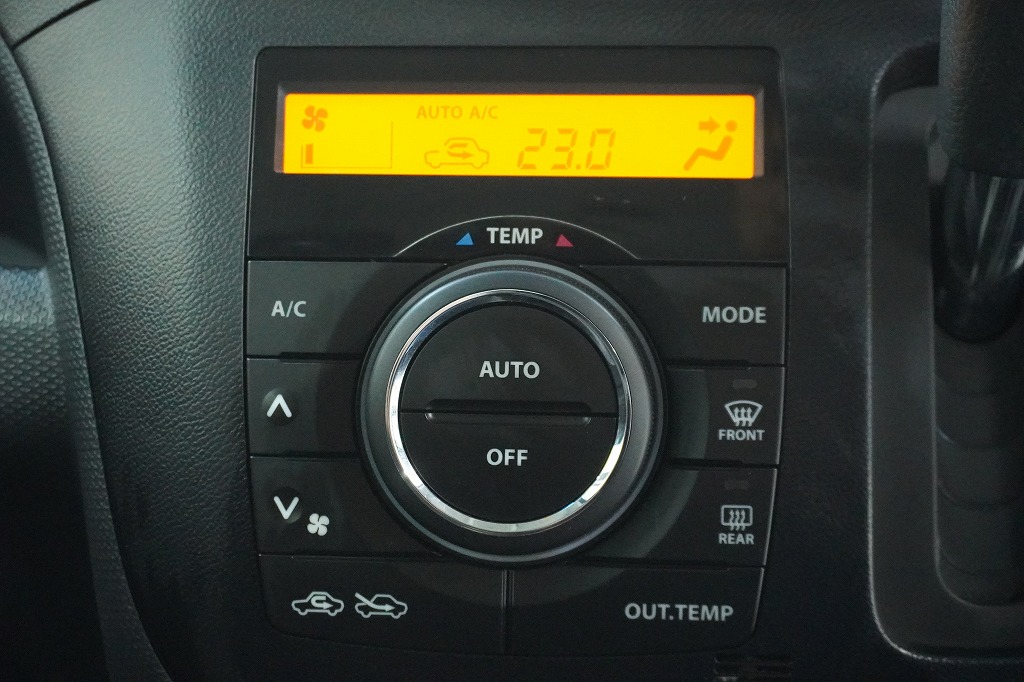 AUTO A/C
23.0
TEMP
A/C
MODE
AUTO
FRONT
OFF
REAR
OUT.TEMP